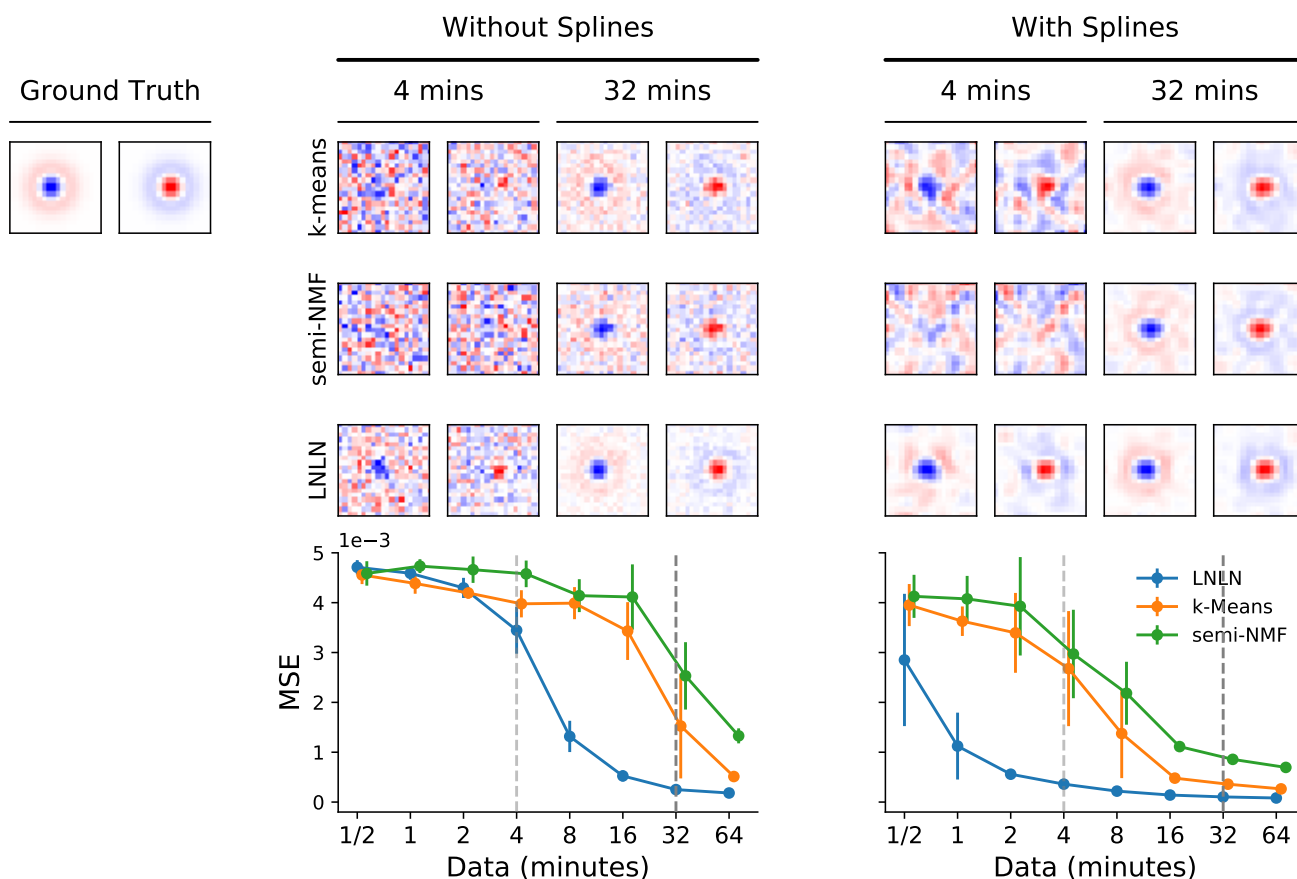 Without Splines
With Splines
Ground Truth
4 mins
32 mins
4 mins
32 mins
k-means
semi-NMF
LNLN
1e−3
5
4
3
2
1
0
MSE
1/2
1
2
4
8
16
32
64
Data (minutes)
LNLN
k-Means
semi-NMF
1/2
1
2
4
8
16
32
64
Data (minutes)